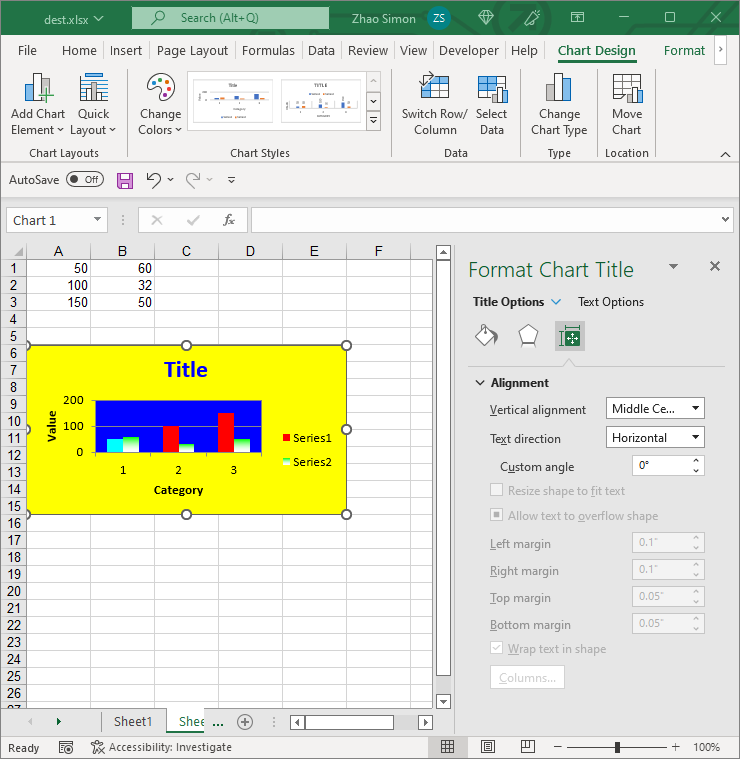 dest.xlsx Search (Alt+Q) Zhao Simon ZS
File Home Insert Page Layout Formulas Data Review View Developer Help Chart Design Format
Add Chart Element Quick Layout Change Colors Switch Row/ Column Select Data Change Chart Type Move Chart
Chart Layouts Chart Styles Data Type Location
AutoSave Off
Chart 1 fx
A B C D E F
1 50 60
2 100 32
3 150 50
4
5
6
7
8
9
10
11
12
13
14
15
16
17
18
19
20
21
22
23
24
25
26
Title
Value
200
100
0
1 2 3
Category
Series1
Series2
Format Chart Title
Title Options Text Options
Alignment
Vertical alignment Middle Ce...
Text direction Horizontal
Custom angle 0°
Resize shape to fit text
Allow text to overflow shape
Left margin 0.1"
Right margin 0.1"
Top margin 0.05"
Bottom margin 0.05"
Wrap text in shape
Columns...
Sheet1 Shee ...
Ready Accessibility: Investigate 100%